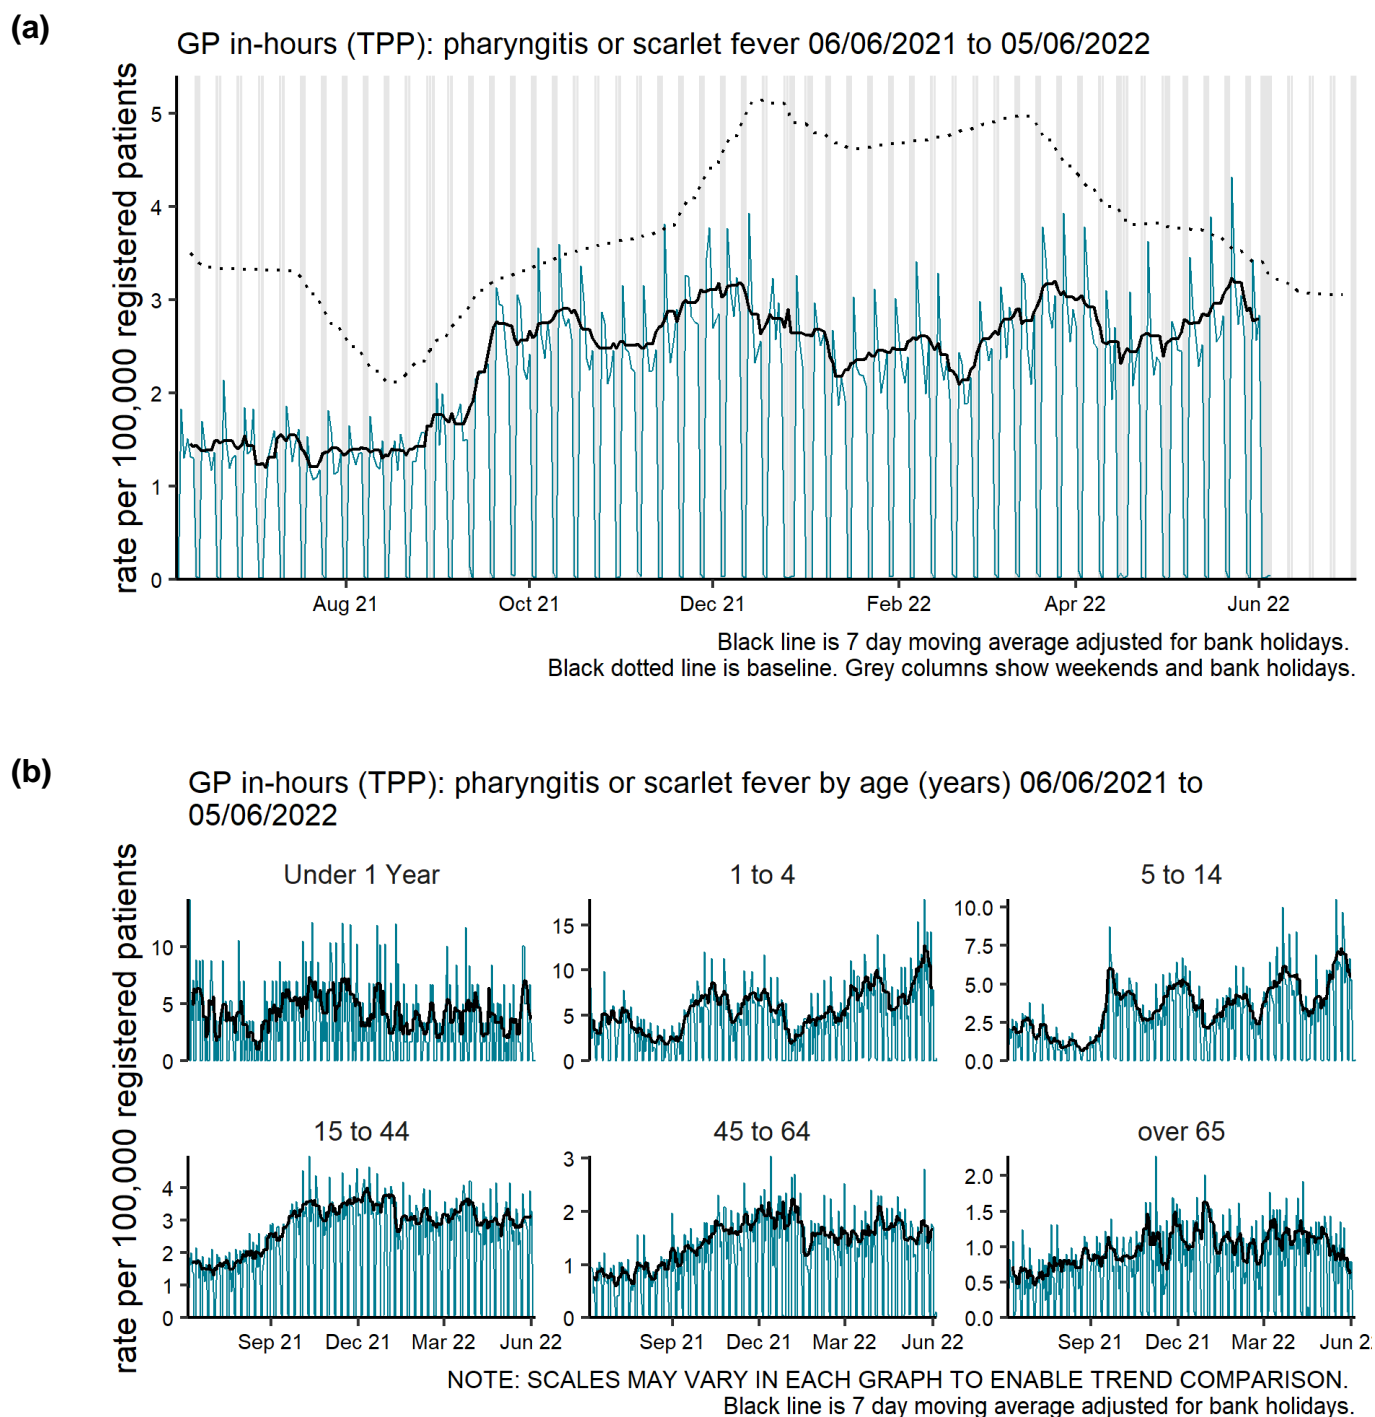 (a)
GP in-hours (TPP): pharyngitis or scarlet fever 06/06/2021 to 05/06/2022
rate per 100,000 registered patients
5
4
3
2
1
0
Aug 21 Oct 21 Dec 21 Feb 22 Apr 22 Jun 22
Black line is 7 day moving average adjusted for bank holidays.
Black dotted line is baseline. Grey columns show weekends and bank holidays.
(b)
GP in-hours (TPP): pharyngitis or scarlet fever by age (years) 06/06/2021 to
05/06/2022
rate per 100,000 registered patients
Under 1 Year
10
5
0
1 to 4
15
10
5
0
5 to 14
10.0
7.5
5.0
2.5
0.0
15 to 44
4
3
2
1
0
Sep 21 Dec 21 Mar 22 Jun 22
45 to 64
3
2
1
0
Sep 21 Dec 21 Mar 22 Jun 22
over 65
2.0
1.5
1.0
0.5
0.0
Sep 21 Dec 21 Mar 22 Jun 2
NOTE: SCALES MAY VARY IN EACH GRAPH TO ENABLE TREND COMPARISON.
Black line is 7 day moving average adjusted for bank holidays.